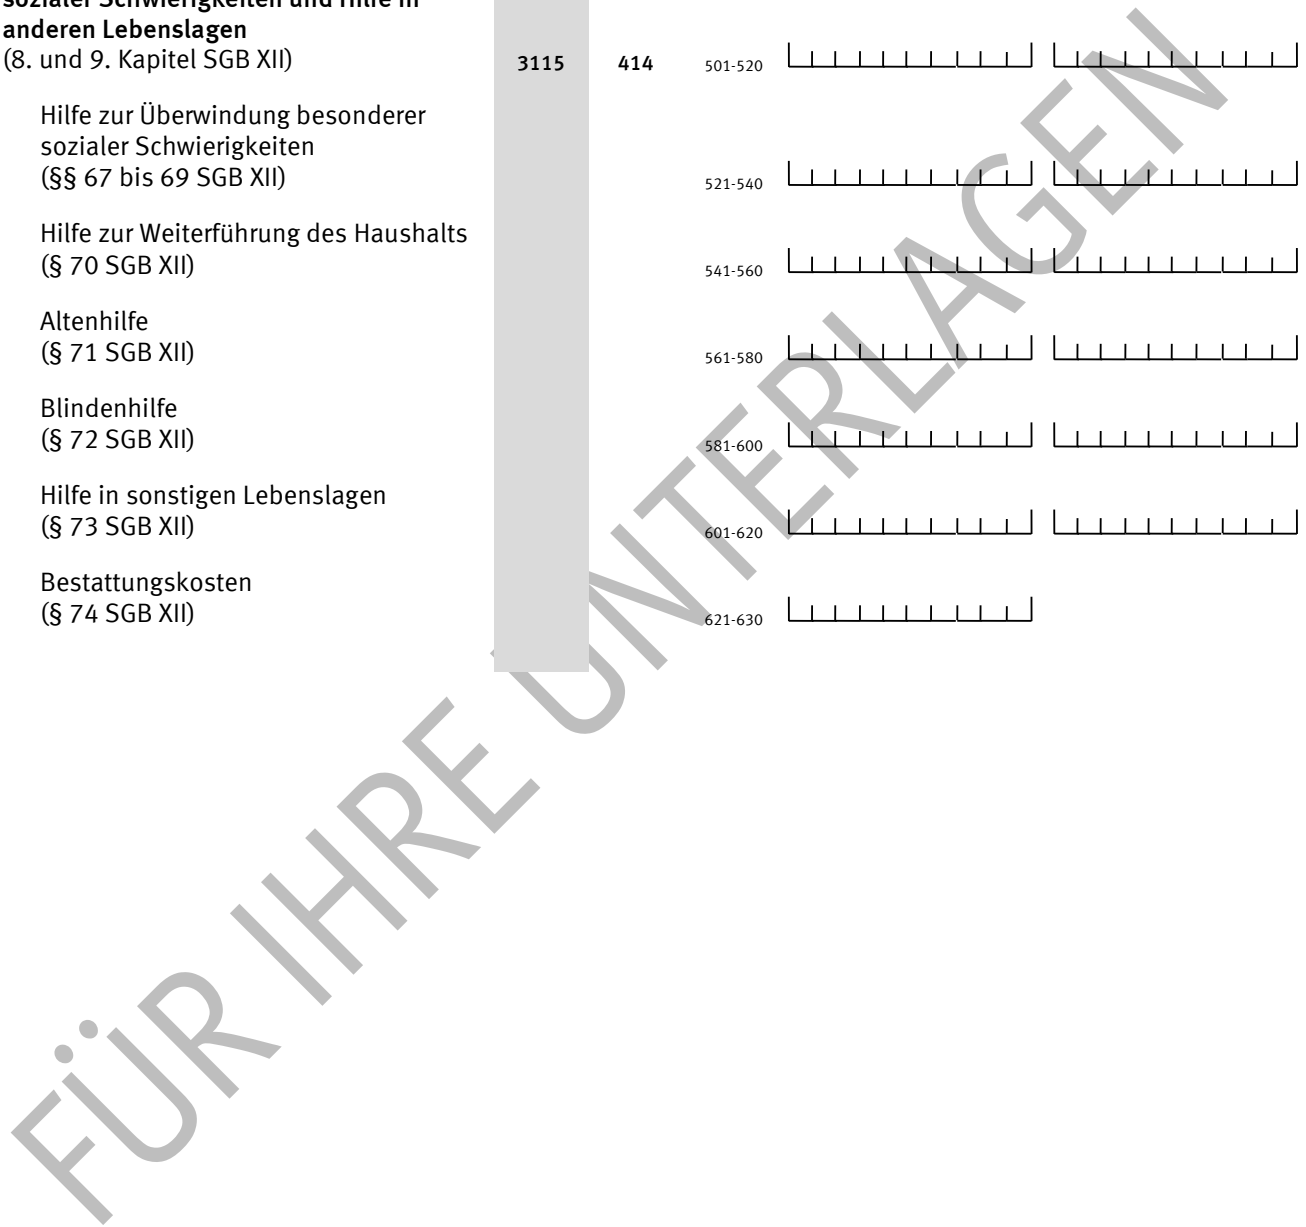 sozialer Schwierigkeiten und Hilfe in
anderen Lebenslagen
(8. und 9. Kapitel SGB XII) 3115 414 501-520
Hilfe zur Überwindung besonderer
sozialer Schwierigkeiten
(§§ 67 bis 69 SGB XII) 521-540
Hilfe zur Weiterführung des Haushalts
(§ 70 SGB XII) 541-560
Altenhilfe
(§ 71 SGB XII) 561-580
Blindenhilfe
(§ 72 SGB XII) 581-600
Hilfe in sonstigen Lebenslagen
(§ 73 SGB XII) 601-620
Bestattungskosten
(§ 74 SGB XII) 621-630
FÜR IHRE UNTERLAGEN